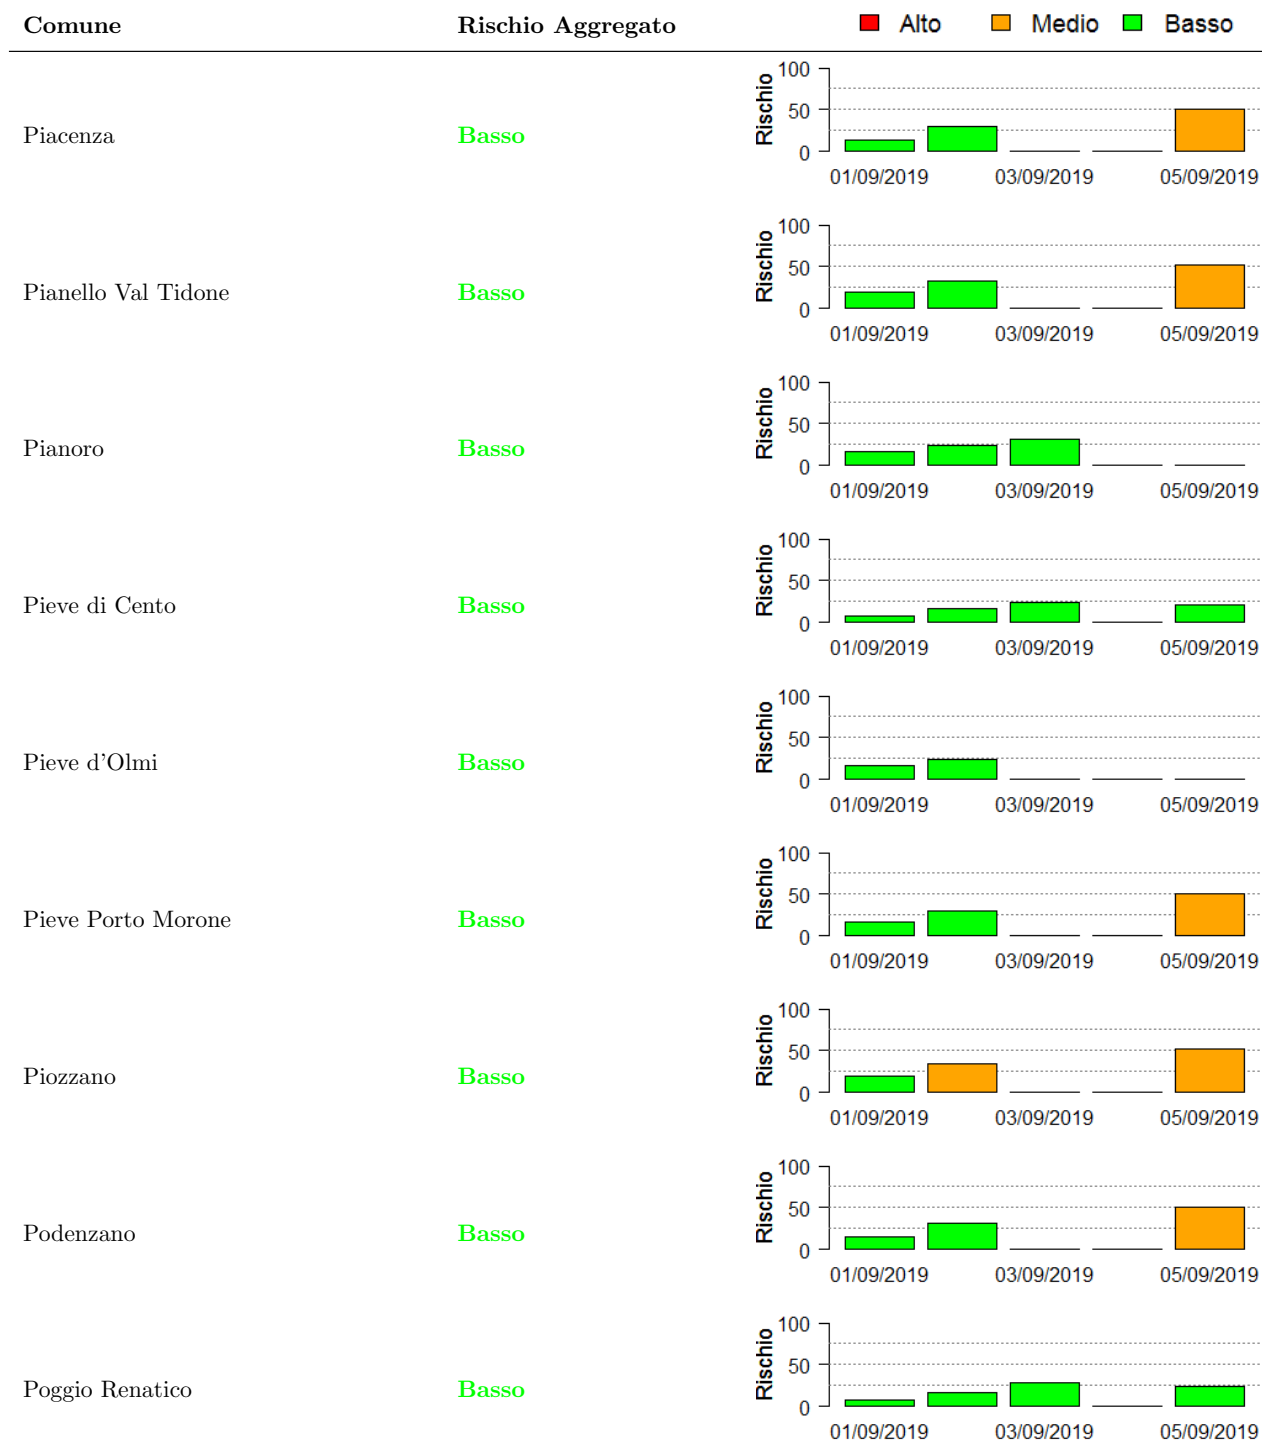 Comune Rischio Aggregato Alto Medio Basso
100
50
0
Rischio
Piacenza Basso
01/09/2019 03/09/2019 05/09/2019
100
50
0
Rischio
Pianello Val Tidone Basso
01/09/2019 03/09/2019 05/09/2019
100
50
0
Rischio
Pianoro Basso
01/09/2019 03/09/2019 05/09/2019
100
50
0
Rischio
Pieve di Cento Basso
01/09/2019 03/09/2019 05/09/2019
100
50
0
Rischio
Pieve d'Olmi Basso
01/09/2019 03/09/2019 05/09/2019
100
50
0
Rischio
Pieve Porto Morone Basso
01/09/2019 03/09/2019 05/09/2019
100
50
0
Rischio
Piozzano Basso
01/09/2019 03/09/2019 05/09/2019
100
50
0
Rischio
Podenzano Basso
01/09/2019 03/09/2019 05/09/2019
100
50
0
Rischio
Poggio Renatico Basso
01/09/2019 03/09/2019 05/09/2019